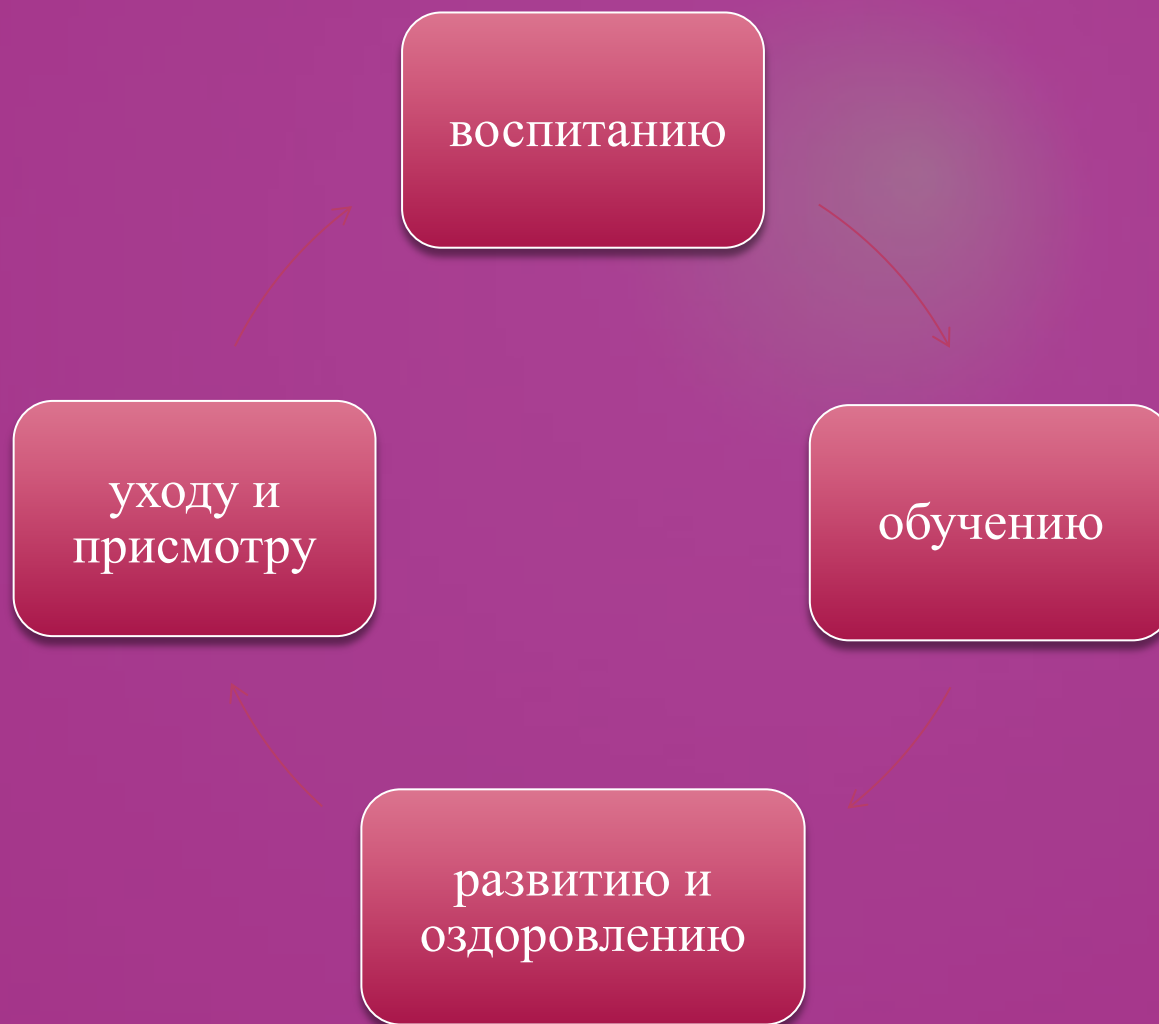 воспитанию
обучению
развитию и
оздоровлению
уходу и
присмотру